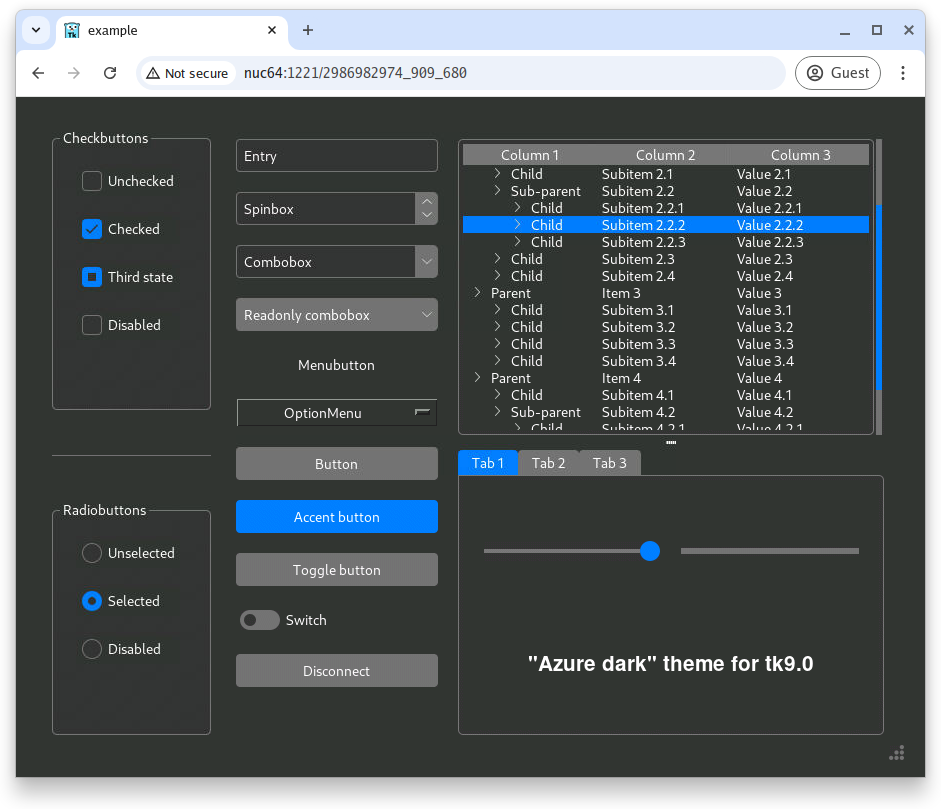 example
Not secure
nuc64:1221/2986982974_909_680
Guest
Checkbuttons
Unchecked
Checked
Third state
Disabled
Radiobuttons
Unselected
Selected
Disabled
Entry
Spinbox
Combobox
Readonly combobox
Menubutton
OptionMenu
Button
Accent button
Toggle button
Switch
Disconnect
Column 1 Column 2 Column 3
Child Subitem 2.1 Value 2.1
Sub-parent Subitem 2.2 Value 2.2
Child Subitem 2.2.1 Value 2.2.1
Child Subitem 2.2.2 Value 2.2.2
Child Subitem 2.2.3 Value 2.2.3
Child Subitem 2.3 Value 2.3
Child Subitem 2.4 Value 2.4
Parent Item 3 Value 3
Child Subitem 3.1 Value 3.1
Child Subitem 3.2 Value 3.2
Child Subitem 3.3 Value 3.3
Child Subitem 3.4 Value 3.4
Parent Item 4 Value 4
Child Subitem 4.1 Value 4.1
Sub-parent Subitem 4.2 Value 4.2
Child Subitem 4.2.1 Value 4.2.1
Tab 1 Tab 2 Tab 3
"Azure dark" theme for tk9.0